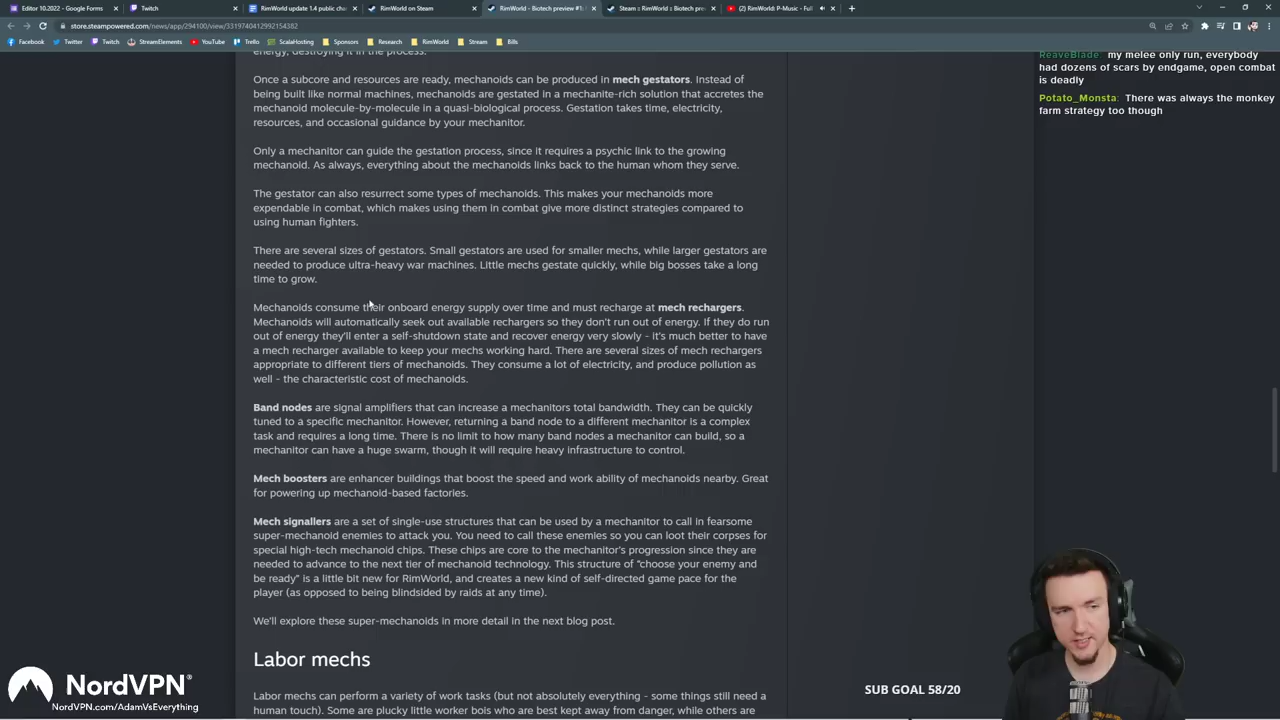 Editor 10.2022 - Google Forms
Twitch
RimWorld update 1.4 public cha
RimWorld on Steam
RimWorld - Biotech preview #1:
Steam :: RimWorld :: Biotech pre
(2) RimWorld: P-Music - Full
store.steampowered.com/news/app/294100/view/3319740412992154382
Facebook
Twitter
Twitch
StreamElements
YouTube
Trello
ScalaHosting
Sponsors
Research
RimWorld
Stream
Bills
energy, destroying it in the process.
Once a subcore and resources are ready, mechanoids can be produced in mech gestators. Instead of
being built like normal machines, mechanoids are gestated in a mechanite-rich solution that accretes the
mechanoid molecule-by-molecule in a quasi-biological process. Gestation takes time, electricity,
resources, and occasional guidance by your mechanitor.
Only a mechanitor can guide the gestation process, since it requires a psychic link to the growing
mechanoid. As always, everything about the mechanoids links back to the human whom they serve.
The gestator can also resurrect some types of mechanoids. This makes your mechanoids more
expendable in combat, which makes using them in combat give more distinct strategies compared to
using human fighters.
There are several sizes of gestators. Small gestators are used for smaller mechs, while larger gestators are
needed to produce ultra-heavy war machines. Little mechs gestate quickly, while big bosses take a long
time to grow.
Mechanoids consume their onboard energy supply over time and must recharge at mech rechargers.
Mechanoids will automatically seek out available rechargers so they don't run out of energy. If they do run
out of energy they'll enter a self-shutdown state and recover energy very slowly - it's much better to have
a mech recharger available to keep your mechs working hard. There are several sizes of mech rechargers
appropriate to different tiers of mechanoids. They consume a lot of electricity, and produce pollution as
well - the characteristic cost of mechanoids.
Band nodes are signal amplifiers that can increase a mechanitors total bandwidth. They can be quickly
tuned to a specific mechanitor. However, returning a band node to a different mechanitor is a complex
task and requires a long time. There is no limit to how many band nodes a mechanitor can build, so a
mechanitor can have a huge swarm, though it will require heavy infrastructure to control.
Mech boosters are enhancer buildings that boost the speed and work ability of mechanoids nearby. Great
for powering up mechanoid-based factories.
Mech signallers are a set of single-use structures that can be used by a mechanitor to call in fearsome
super-mechanoid enemies to attack you. You need to call these enemies so you can loot their corpses for
special high-tech mechanoid chips. These chips are core to the mechanitor's progression since they are
needed to advance to the next tier of mechanoid technology. This structure of "choose your enemy and
be ready" is a little bit new for RimWorld, and creates a new kind of self-directed game pace for the
player (as opposed to being blindsided by raids at any time).
We'll explore these super-mechanoids in more detail in the next blog post.
Labor mechs
Labor mechs can perform a variety of work tasks (but not absolutely everything - some things still need a
human touch). Some are plucky little worker bois who are best kept away from danger, while others are
ReaveBlade: my melee only run, everybody
had dozens of scars by endgame, open combat
is deadly
Potato_Monsta: There was always the monkey
farm strategy too though
NordVPN®
NordVPN.com/AdamVsEverything
SUB GOAL 58/20